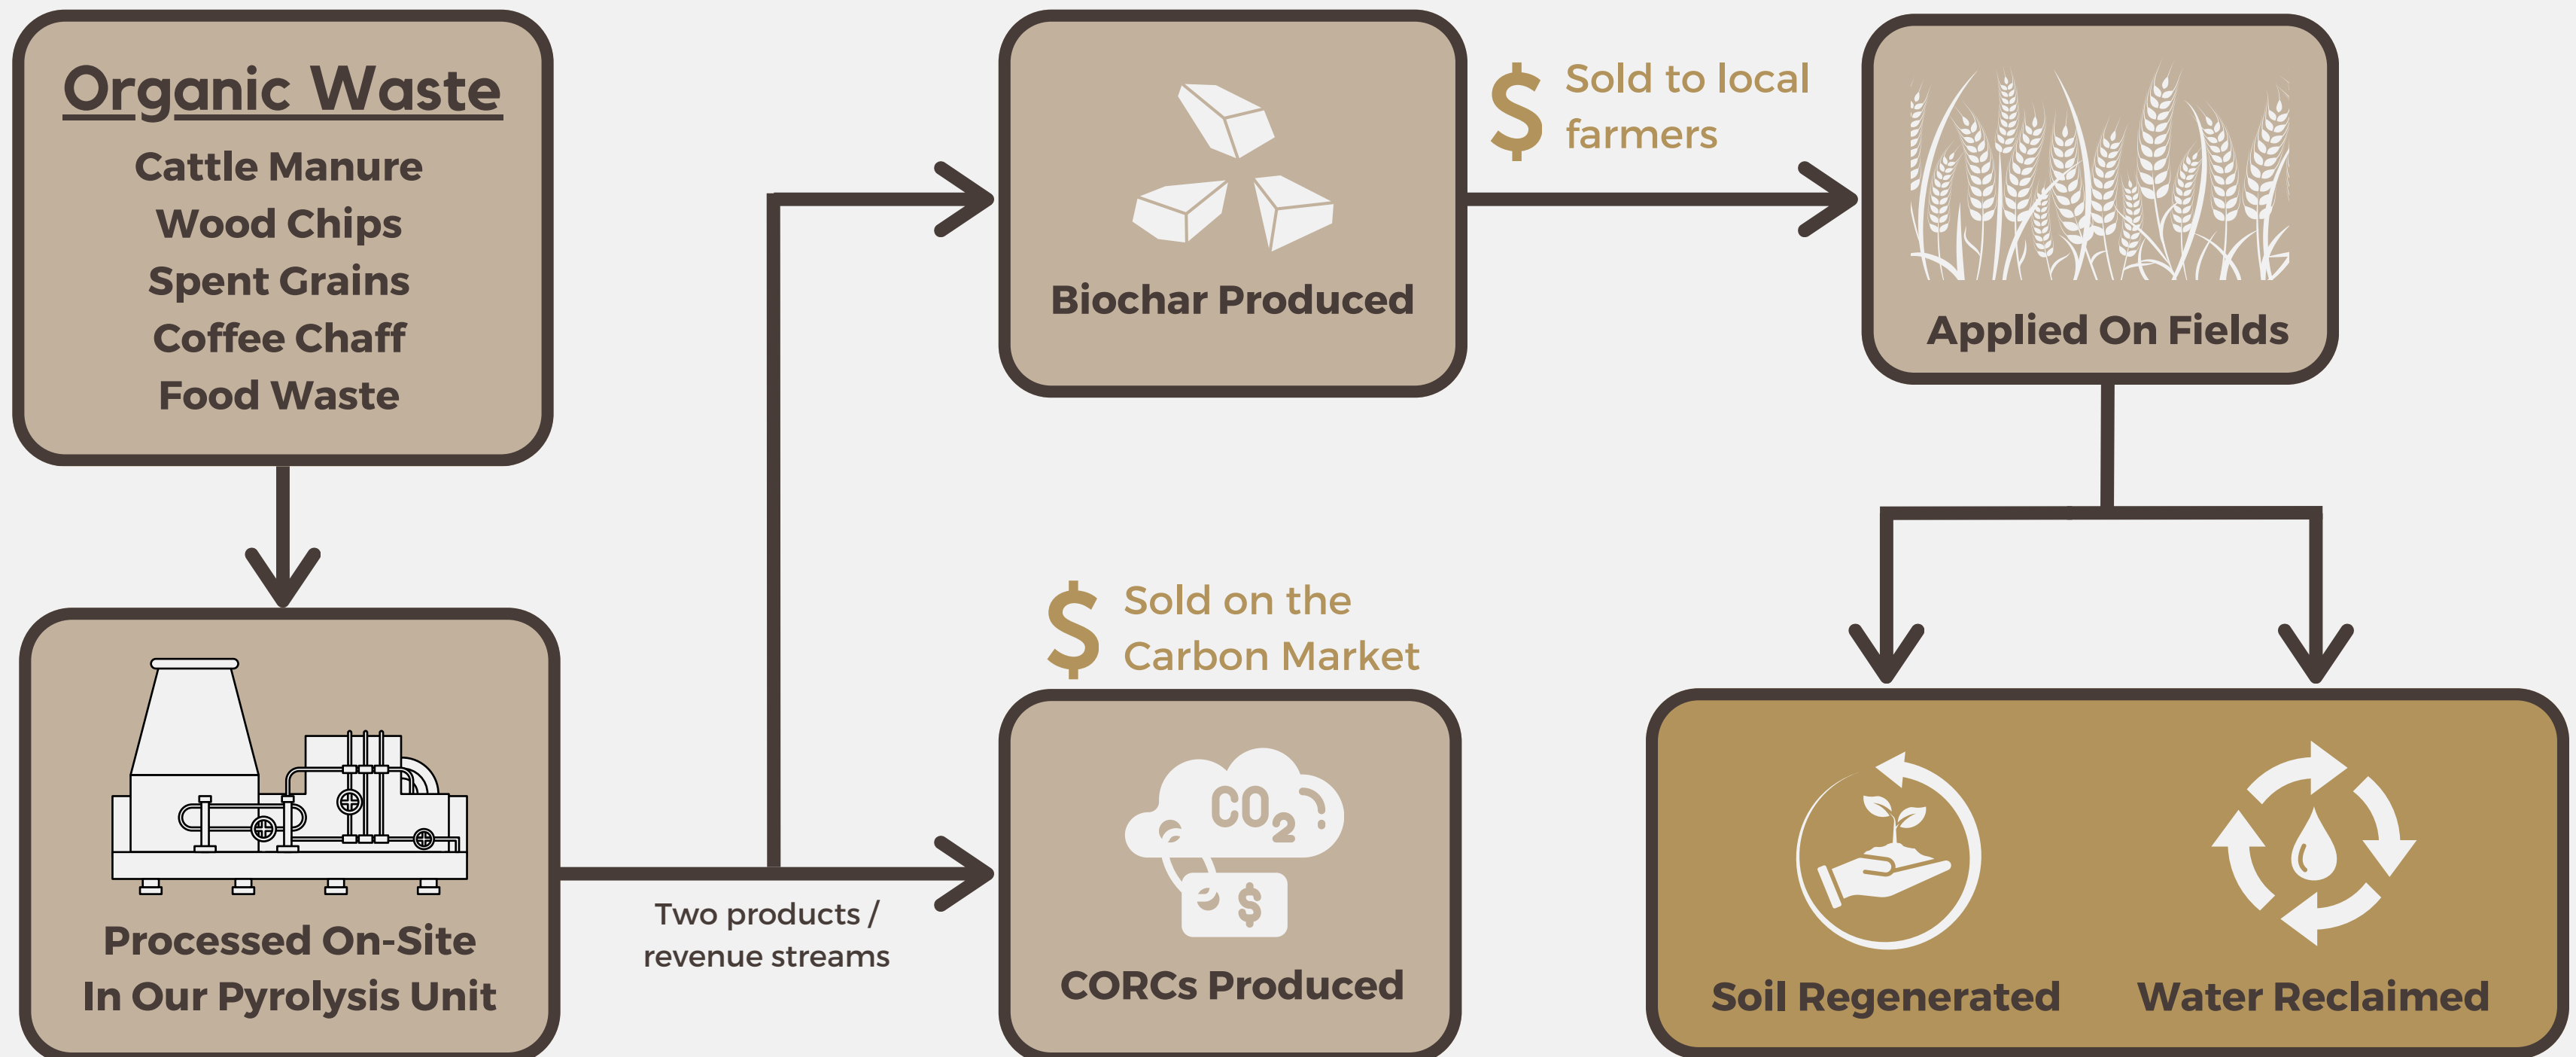 Organic Waste
Cattle Manure
Wood Chips
Spent Grains
Coffee Chaff
Food Waste
Processed On-Site
In Our Pyrolysis Unit
Two products /
revenue streams
Biochar Produced
$
Sold to local
farmers
Applied On Fields
$
Sold on the
Carbon Market
CO2
$
CORCs Produced
Soil Regenerated
Water Reclaimed